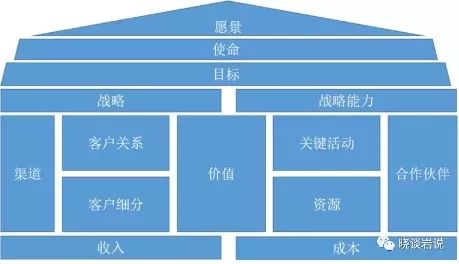 愿景
使命
目标
战略
战略能力
渠道
客户关系
客户细分
价值
关键活动
资源
合作伙伴
收入
成本
晓谈岩说